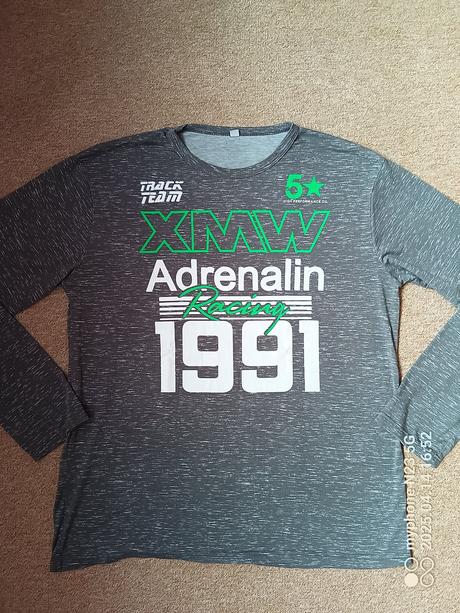 TRACK
TEAM
5★
HIGH PERFORMANCE OIL
XMW
Adrenalin
Racing
1991
myphone N23 5G
2025.04.14 16:52